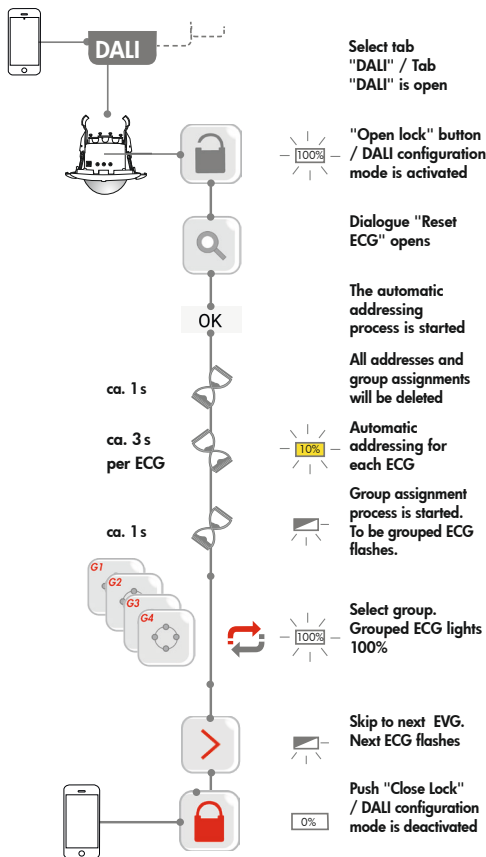 DALI
Select tab
"DALI" / Tab
"DALI" is open
100%
"Open lock" button
/ DALI configuration
mode is activated
Dialogue "Reset
ECG" opens
OK
The automatic
addressing
process is started
ca. 1 s
All addresses and
group assignments
will be deleted
ca. 3 s
per ECG
10%
Automatic
addressing for
each ECG
ca. 1 s
Group assignment
process is started.
To be grouped ECG
flashes.
G1
G2
G3
G4
100%
Select group.
Grouped ECG lights
100%
Skip to next EVG.
Next ECG flashes
0%
Push "Close Lock"
/ DALI configuration
mode is deactivated